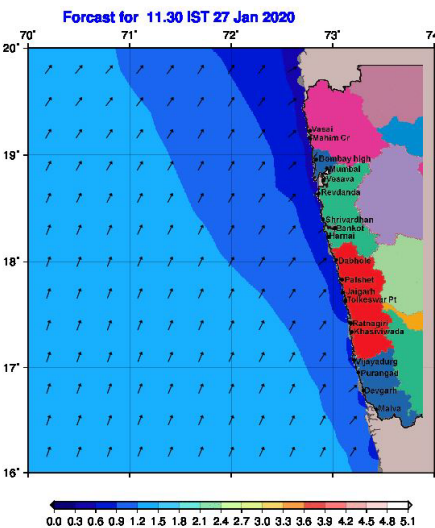 Forcast for 11.30 IST 27 Jan 2020
70° 71° 72° 73° 74
20°
Vasai
Mahim Cr
19°
Bombay high
Mumbai
Vesava
Revdanda
Shrivardhan
Bankot
Harnai
18°
Dabhole
Palshet
Jaigarh
Tolkeswar Pt
Ratnagiri
Khasiviwada
17°
Vijayadurg
Purangad
Devgarh
Malva
16°
0.0 0.3 0.6 0.9 1.2 1.5 1.8 2.1 2.4 2.7 3.0 3.3 3.6 3.9 4.2 4.5 4.8 5.1